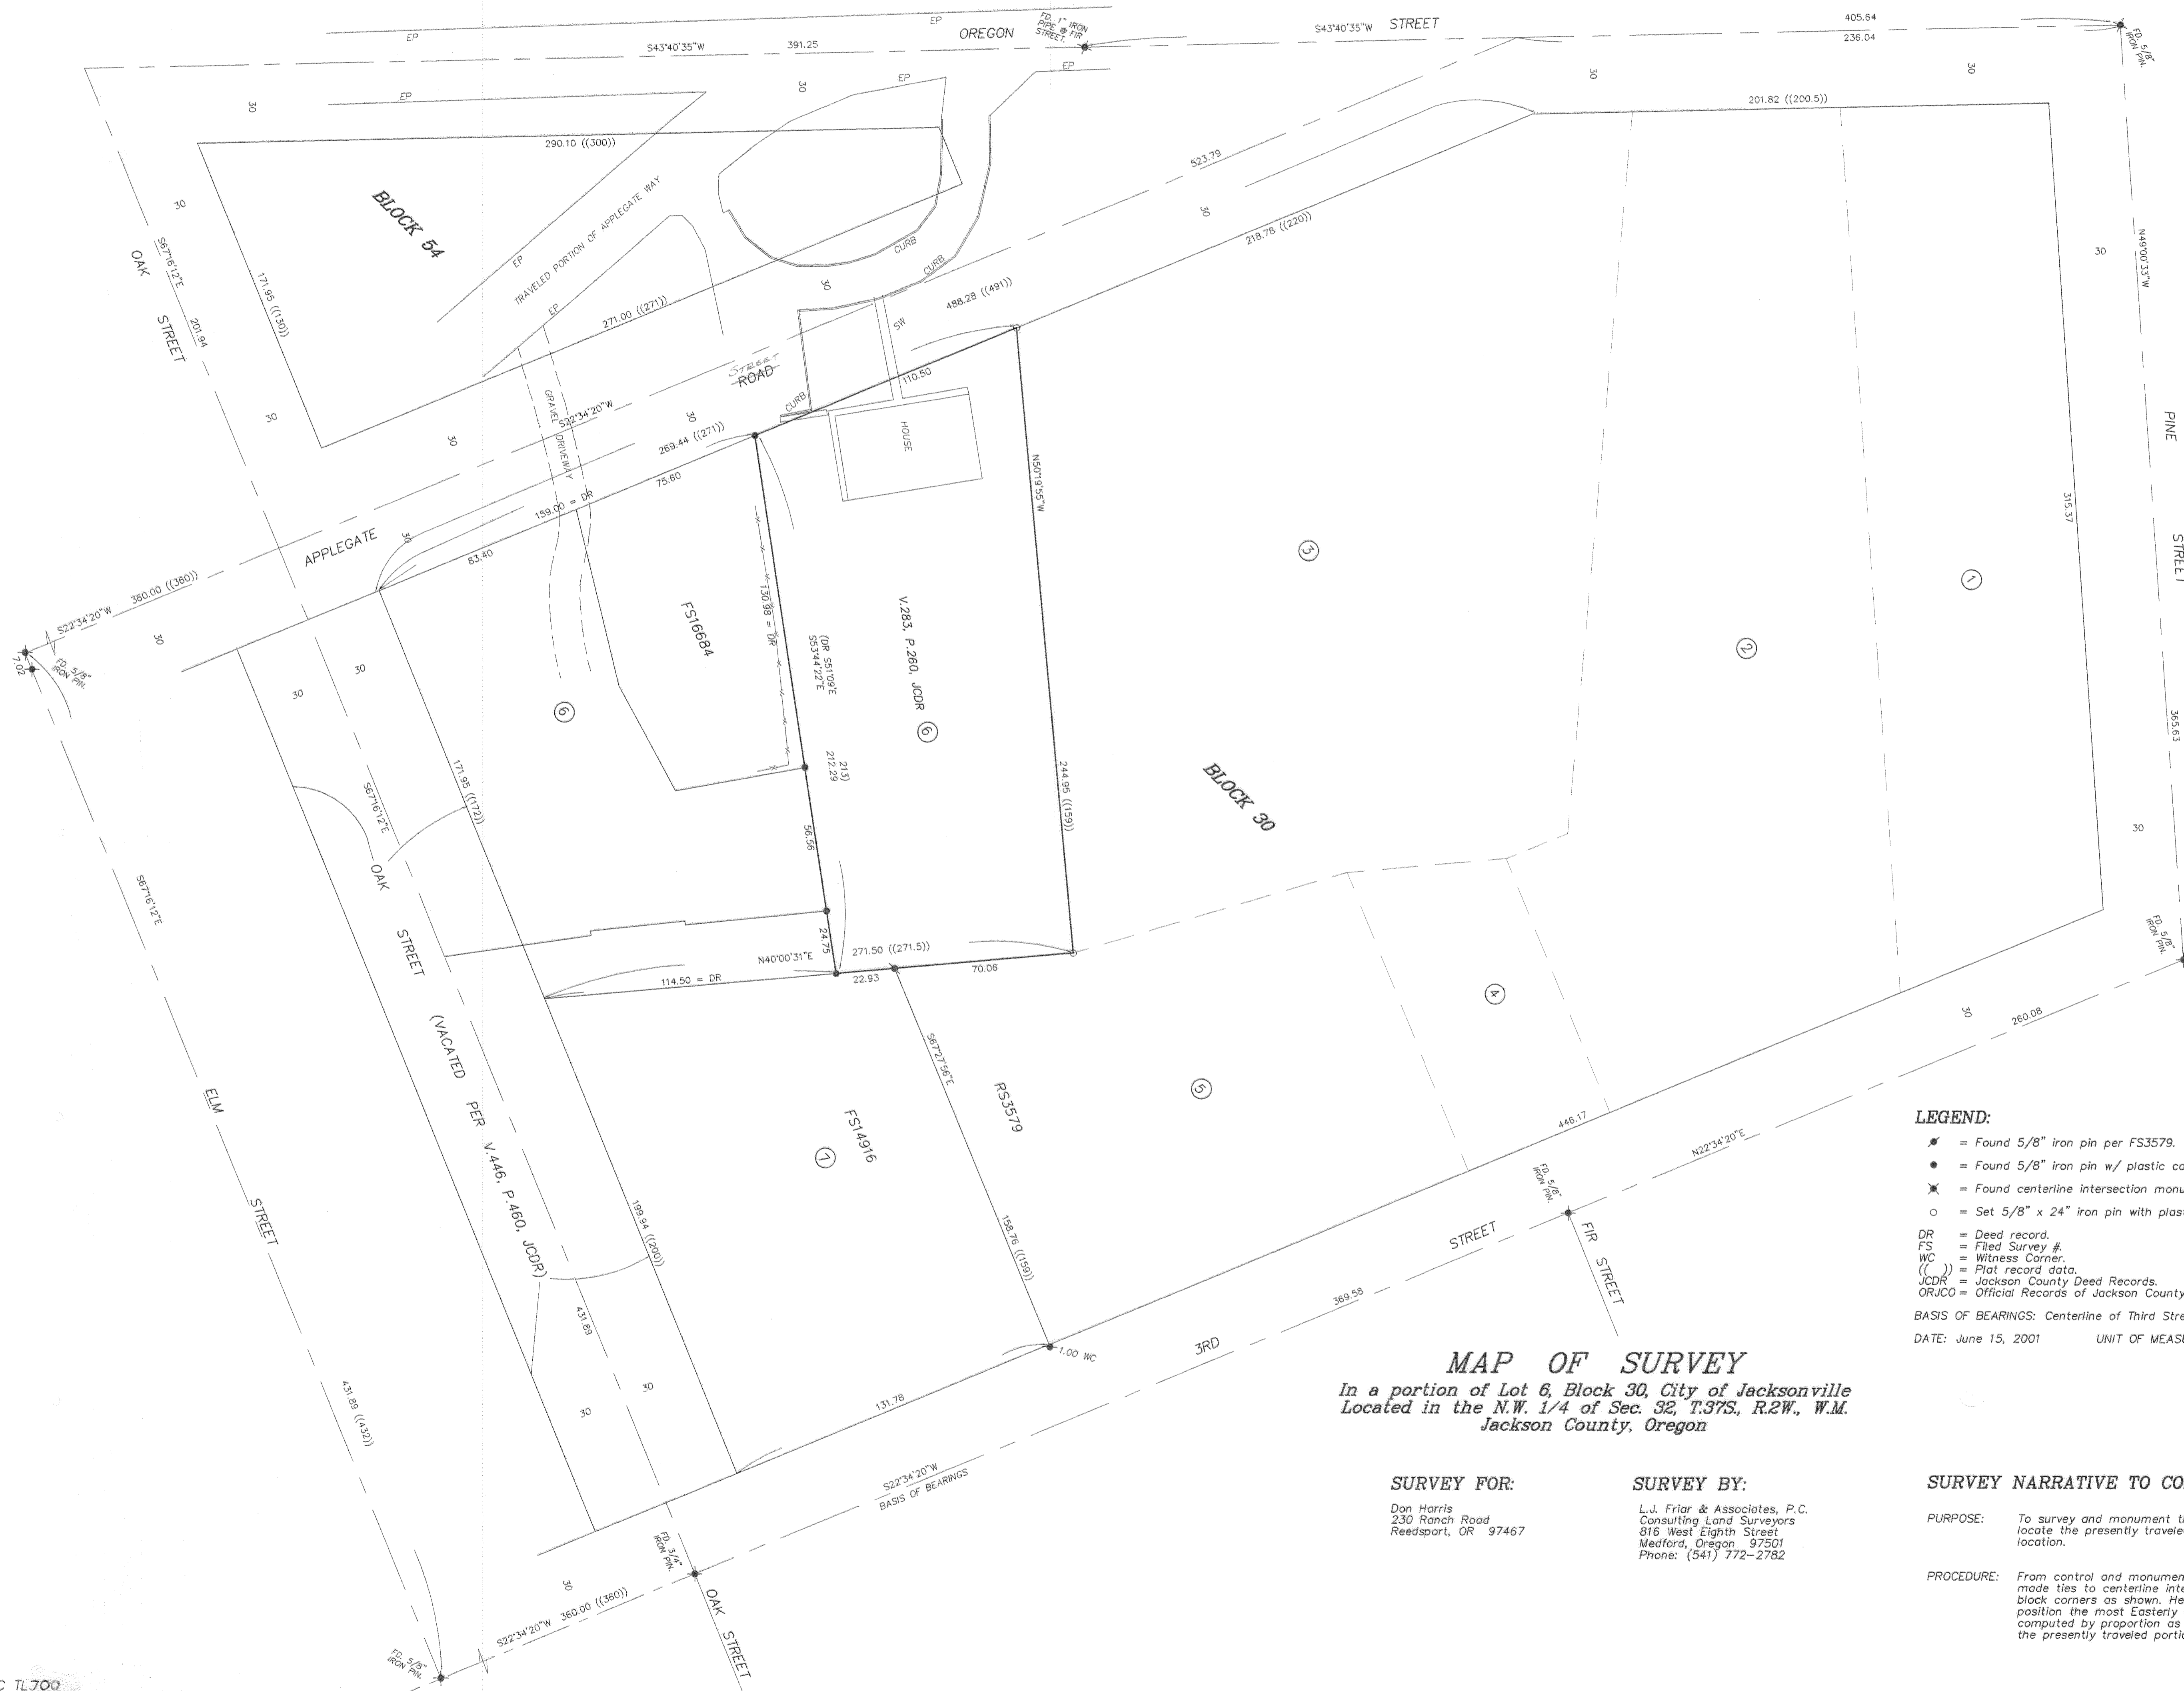 EP
EP
OREGON
FD. 1" IRON
PIPE @
STREET. FIR
S43°40'35"W
STREET
405.64
236.04
FD. 5/8"
IRON PIN.
S43°40'35"W
391.25
EP
EP
EP
30
30
30
30
201.82 ((200.5))
290.10 ((300))
BLOCK 54
TRAVELED PORTION OF APPLEGATE WAY
EP
EP
CURB
CURB
523.79
30
218.78 ((220))
30
OAK
STREET
S67°16'12"E
201.94
171.95 ((130))
30
271.00 ((271))
30
488.28 ((491))
SW
N49°00'33"W
30
PINE
STREET
315.37
365.63
30
STREET
ROAD
CURB
110.50
HOUSE
GRAVEL DRIVEWAY
S22°34'20"W
30
30
269.44 ((271))
75.60
159.00 = DR
83.40
30
APPLEGATE
S22°34'20"W
360.00 ((360))
30
7.02
FD. 5/8"
IRON PIN.
N50°19'55"W
244.95 ((159))
3
2
1
FS16684
130.98 = DR
(DR S51°09'E
S53°44'22"E
213)
212.29
V.283, P.260, JCDR
6
6
30
30
171.95 ((172))
S67°16'12"E
BLOCK 30
56.56
24.75
N40°00'31"E
271.50 ((271.5))
114.50 = DR
22.93
70.06
OAK
STREET
(VACATED PER V.446, P.460, JCDR)
S67°16'12"E
ELM
STREET
431.89 ((432))
S67°27'56"E
RS3579
158.76 ((159))
FS14916
7
5
4
FD. 5/8"
IRON PIN.
30
260.08
446.17
N22°34'20"E
199.94 ((200))
431.89
30
30
131.78
1.00 WC
3RD
STREET
369.58
FD. 5/8"
IRON PIN.
FIR STREET
S22°34'20"W
BASIS OF BEARINGS
FD. 3/4"
IRON PIN.
OAK STREET
30
S22°34'20"W
360.00 ((360))
FD. 5/8"
IRON PIN.
C TL700
LEGEND:
= Found 5/8" iron pin per FS3579.
= Found 5/8" iron pin w/ plastic
= Found centerline intersection
= Set 5/8" x 24" iron pin with
DR = Deed record.
FS = Filed Survey #.
WC = Witness Corner.
(( )) = Plat record data.
JCDR = Jackson County Deed Records.
ORJCO = Official Records of Jackson County
BASIS OF BEARINGS: Centerline of Third
DATE: June 15, 2001 UNIT OF
MAP OF SURVEY
In a portion of Lot 6, Block 30, City of Jacksonville
Located in the N.W. 1/4 of Sec. 32, T.37S., R.2W., W.M.
Jackson County, Oregon
SURVEY FOR:
Don Harris
230 Ranch Road
Reedsport, OR 97467
SURVEY BY:
L.J. Friar & Associates, P.C.
Consulting Land Surveyors
816 West Eighth Street
Medford, Oregon 97501
Phone: (541) 772-2782
SURVEY NARRATIVE TO
PURPOSE: To survey and monument
locate the presently
location.
PROCEDURE: From control and
made ties to centerline
block corners as shown.
position the most Easterly
computed by proportion as
the presently traveled